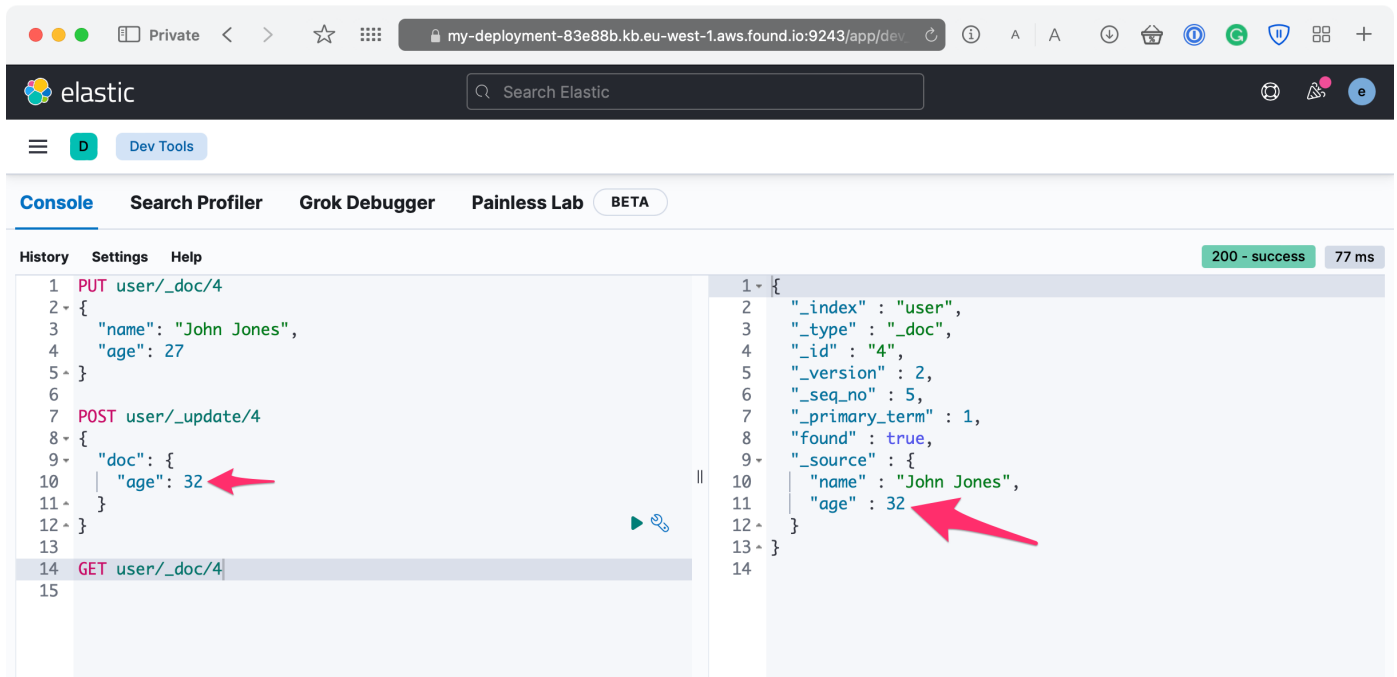 Private
my-deployment-83e88b.kb.eu-west-1.aws.found.io:9243/app/dev_
A A
elastic
Search Elastic
e
D
Dev Tools
Console Search Profiler Grok Debugger Painless Lab BETA
History Settings Help
200 - success 77 ms
1 PUT user/_doc/4
2 {
3 "name": "John Jones",
4 "age": 27
5 }
6
7 POST user/_update/4
8 {
9 "doc": {
10 "age": 32
11 }
12 }
13
14 GET user/_doc/4
15
1 {
2 "_index" : "user",
3 "_type" : "_doc",
4 "_id" : "4",
5 "_version" : 2,
6 "_seq_no" : 5,
7 "_primary_term" : 1,
8 "found" : true,
9 "_source" : {
10 "name" : "John Jones",
11 "age" : 32
12 }
13 }
14